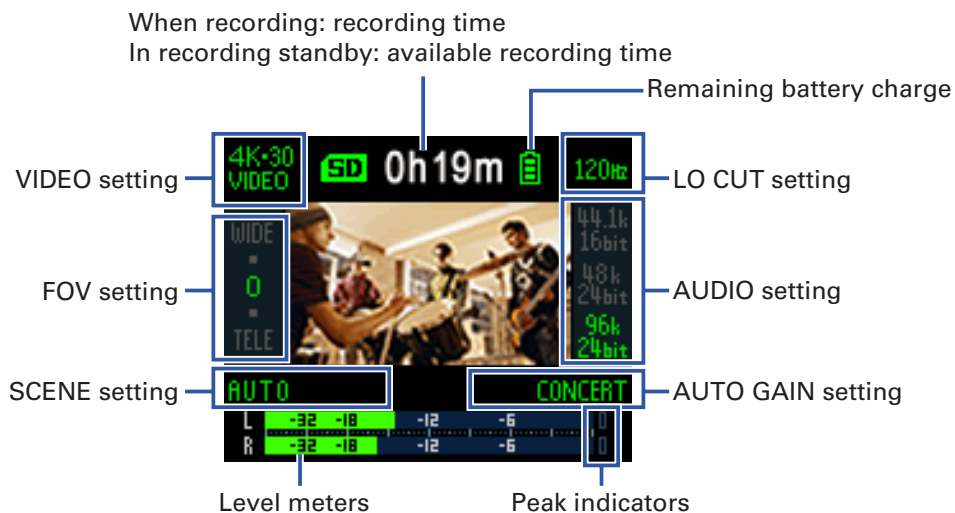 When recording: recording time
In recording standby: available recording time
Remaining battery charge
4K•30
VIDEO
SD
0h19m
120Hz
VIDEO setting
LO CUT setting
WIDE
0
TELE
44.1k
16bit
48k
24bit
96k
24bit
FOV setting
AUDIO setting
SCENE setting
AUTO
CONCERT
AUTO GAIN setting
L -32 -18 -12 -6 0
R -32 -18 -12 -6 0
Level meters
Peak indicators